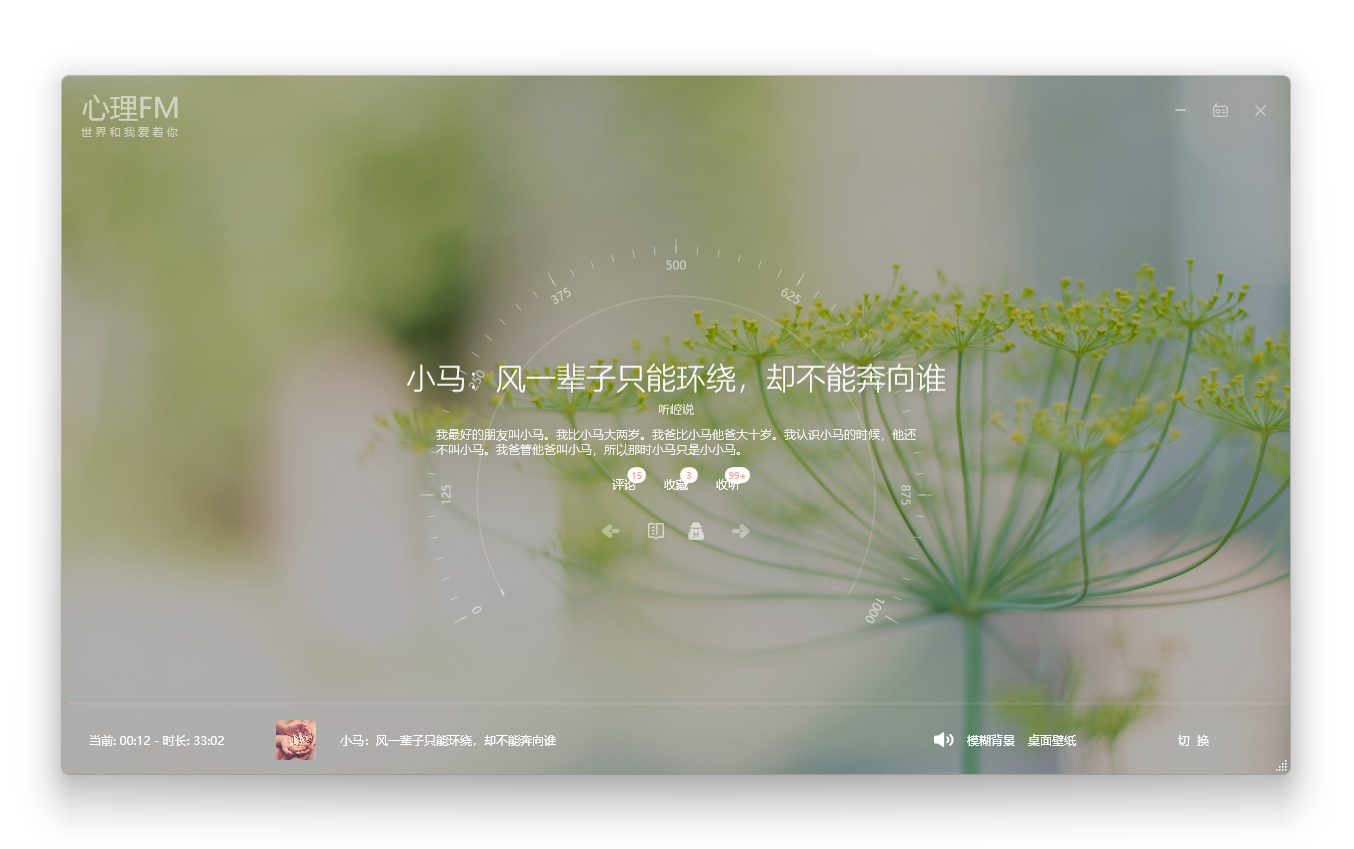 心理FM
世界和我爱着你
500
375
625
250
小马：风一辈子只能环绕，却不能奔向谁
听崆说
我最好的朋友叫小马。我比小马大两岁。我爸比小马他爸大十岁。我认识小马的时候，他还
不叫小马。我爸管他爸叫小马，所以那时小马只是小小马。
15
3
99+
评论
收藏
收听
125
875
0
1000
当前: 00:12 - 时长: 33:02
小马：风一辈子只能环绕，却不能奔向谁
模糊背景
桌面壁纸
切 换